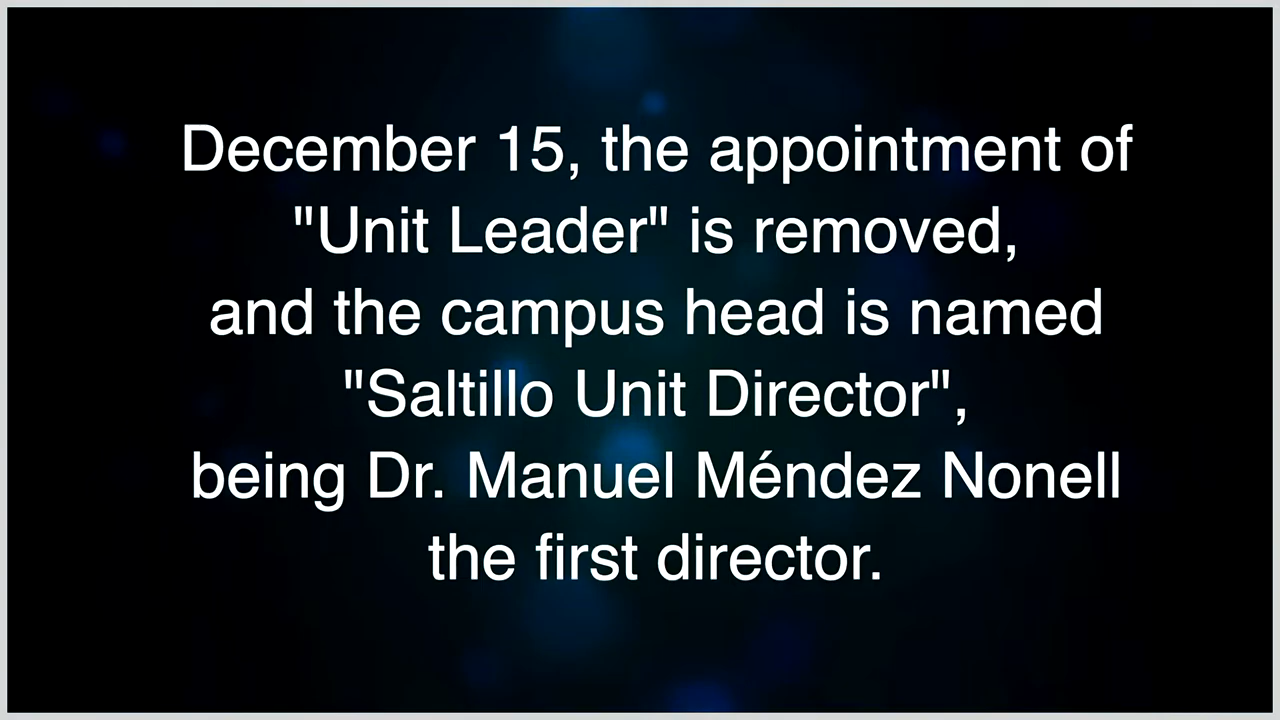 December 15, the appointment of
"Unit Leader" is removed,
and the campus head is named
"Saltillo Unit Director",
being Dr. Manuel Méndez Nonell
the first director.